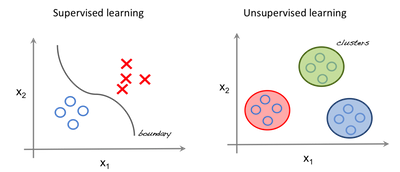 Supervised learning
x2
boundary
x1
Unsupervised learning
clusters
x2
x1